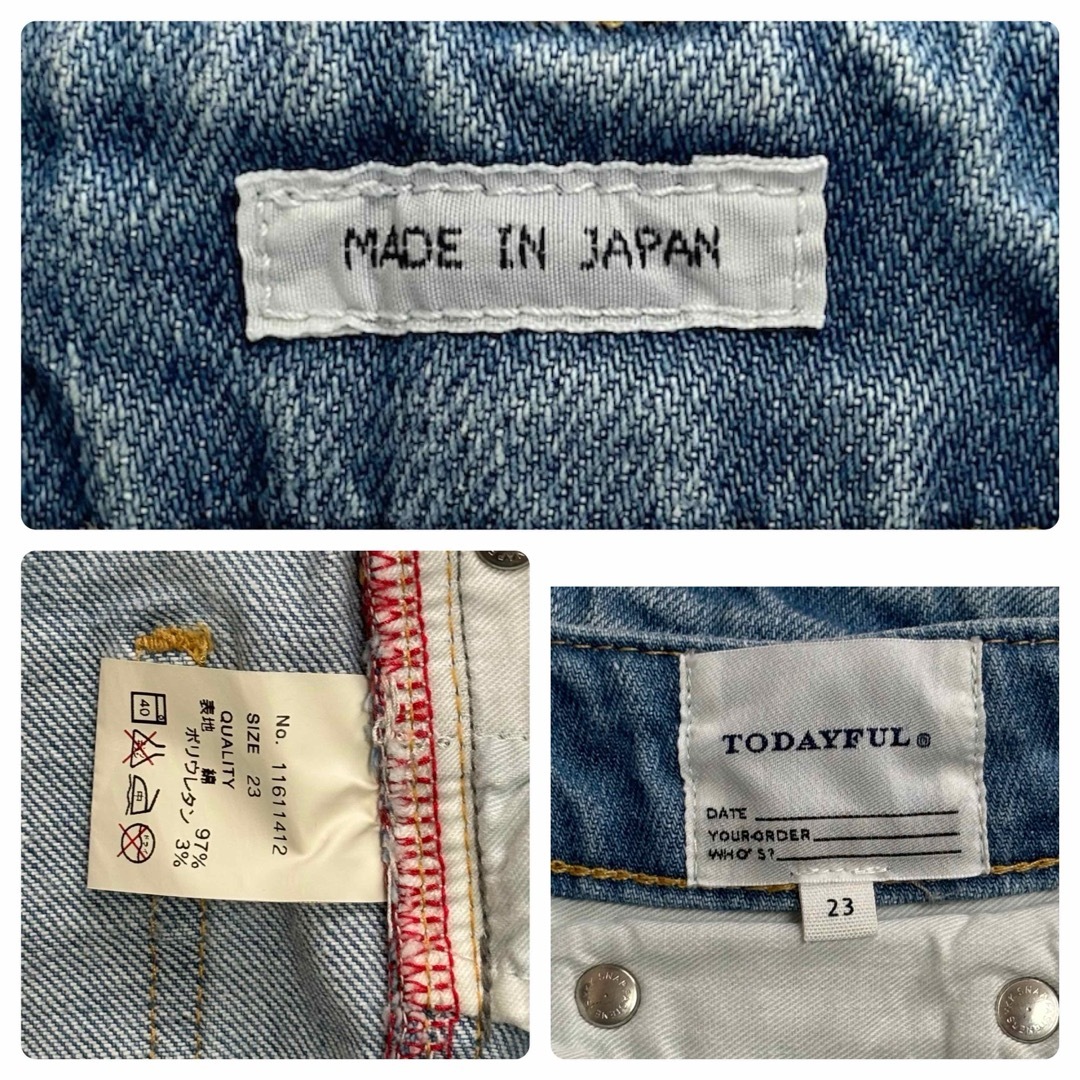 MADE IN JAPAN
No. 11611412
SIZE 23
QUALITY
表地 綿 97%
ポリウレタン 3%
40
中
TODAYFUL
DATE
YOUR-ORDER
WHO'S?
23